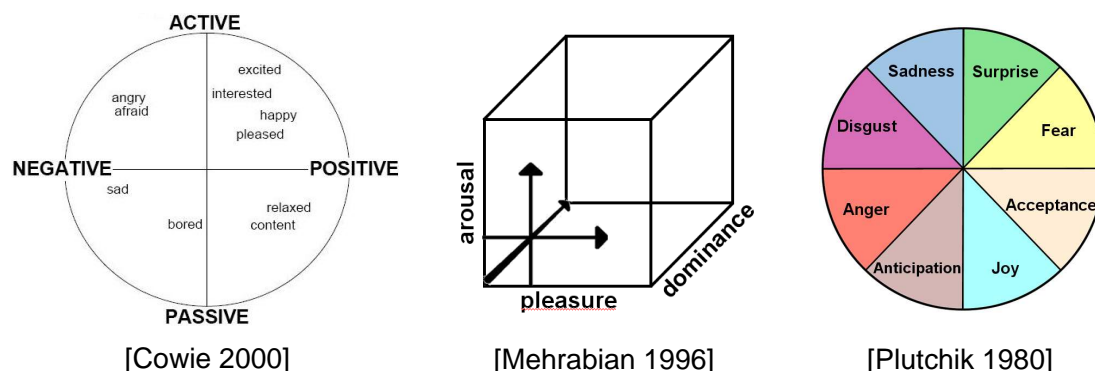 ACTIVE
excited
interested
angry
afraid
happy
pleased
NEGATIVE
POSITIVE
sad
relaxed
bored
content
PASSIVE
[Cowie 2000]
arousal
pleasure
dominance
[Mehrabian 1996]
Sadness
Surprise
Disgust
Fear
Anger
Acceptance
Anticipation
Joy
[Plutchik 1980]